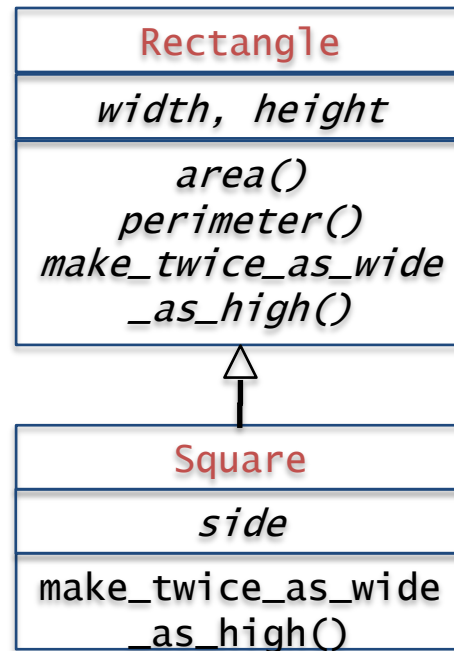 Rectangle
width, height
area()
perimeter()
make_twice_as_wide
_as_high()
Square
side
make_twice_as_wide
_as_high()